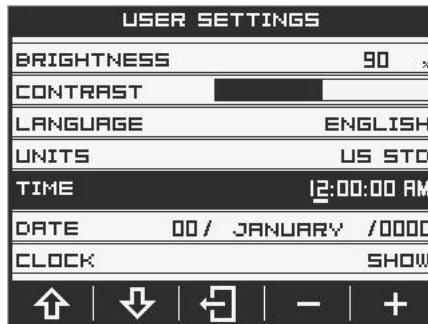 USER SETTINGS
BRIGHTNESS 90 %
CONTRAST
LANGUAGE ENGLISH
UNITS US STD
TIME 12:00:00 AM
DATE 00/ JANUARY /0000
CLOCK SHOW